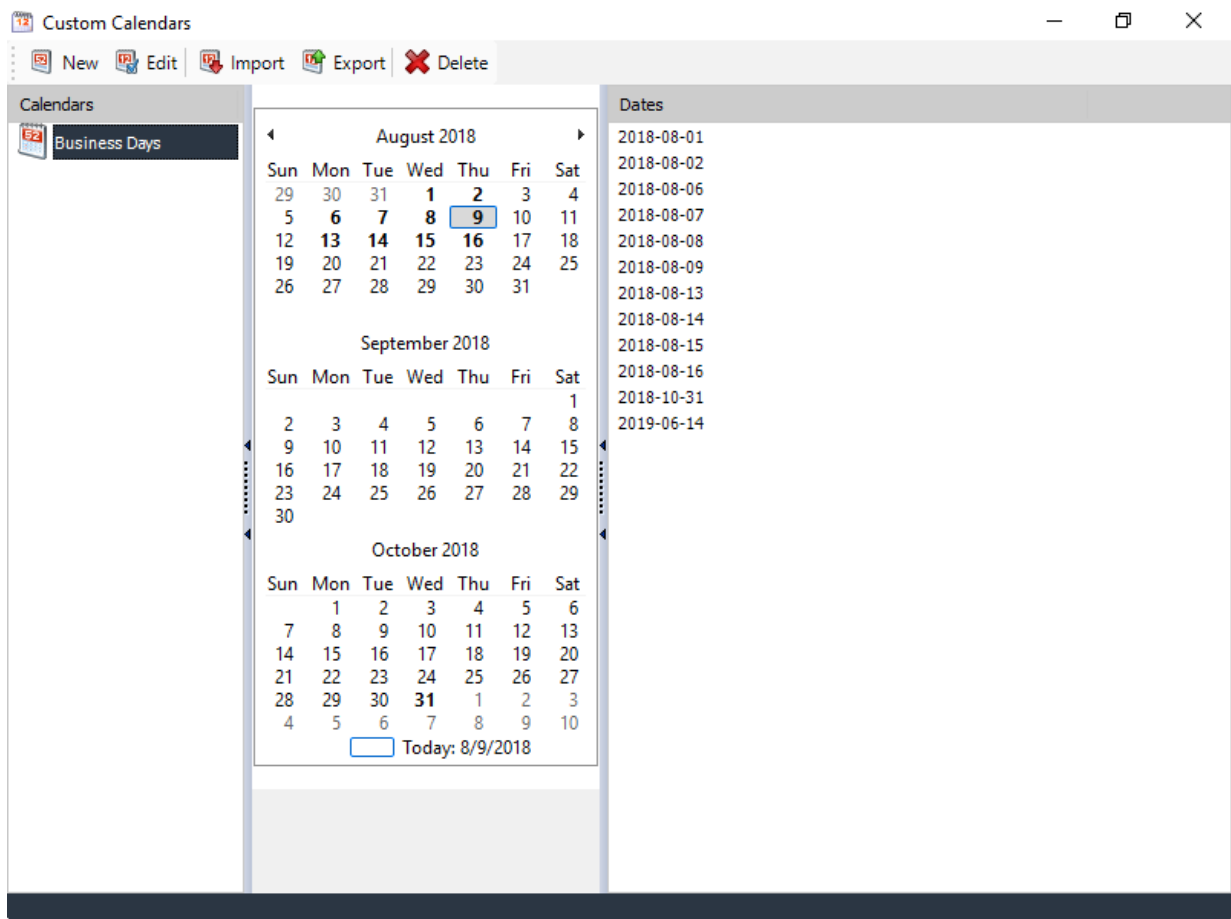 Custom Calendars
New Edit Import Export Delete
Calendars
Business Days
August 2018
Sun Mon Tue Wed Thu Fri Sat
29 30 31 1 2 3 4
5 6 7 8 9 10 11
12 13 14 15 16 17 18
19 20 21 22 23 24 25
26 27 28 29 30 31
September 2018
Sun Mon Tue Wed Thu Fri Sat
1
2 3 4 5 6 7 8
9 10 11 12 13 14 15
16 17 18 19 20 21 22
23 24 25 26 27 28 29
30
October 2018
Sun Mon Tue Wed Thu Fri Sat
1 2 3 4 5 6
7 8 9 10 11 12 13
14 15 16 17 18 19 20
21 22 23 24 25 26 27
28 29 30 31 1 2 3
4 5 6 7 8 9 10
Today: 8/9/2018
Dates
2018-08-01
2018-08-02
2018-08-06
2018-08-07
2018-08-08
2018-08-09
2018-08-13
2018-08-14
2018-08-15
2018-08-16
2018-10-31
2019-06-14